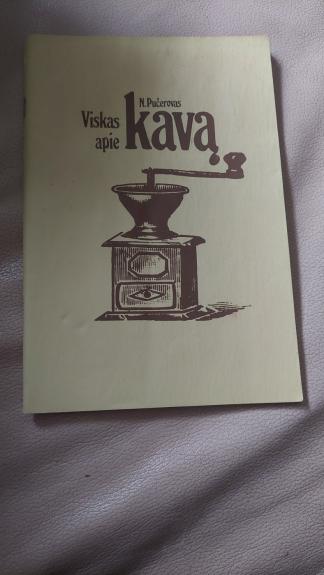 N.Pučerovas
Viskas
apie
kavą